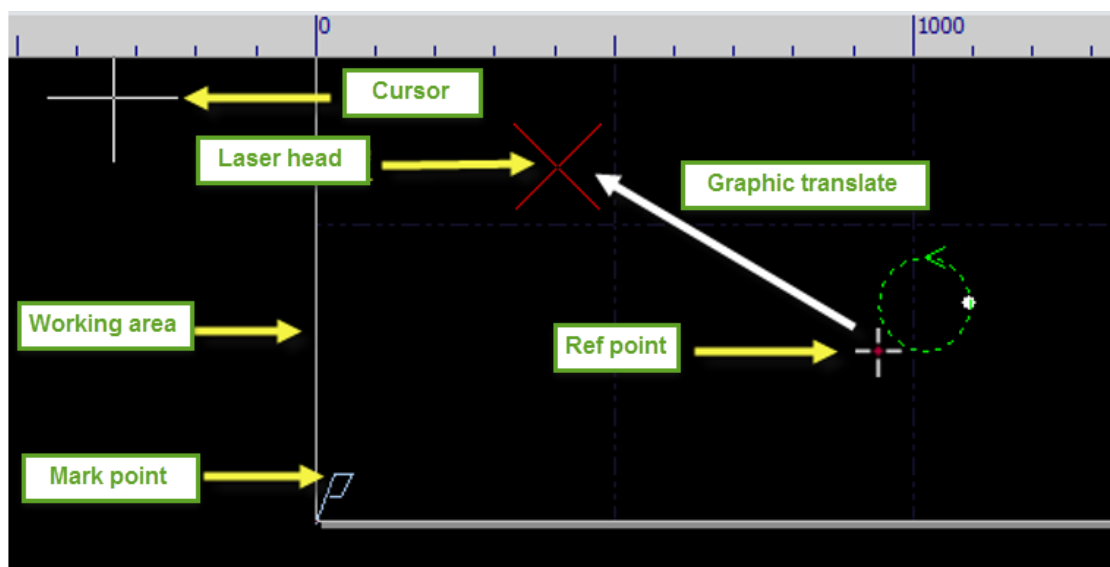 0
1000
Cursor
Laser head
Graphic translate
Working area
Ref point
Mark point